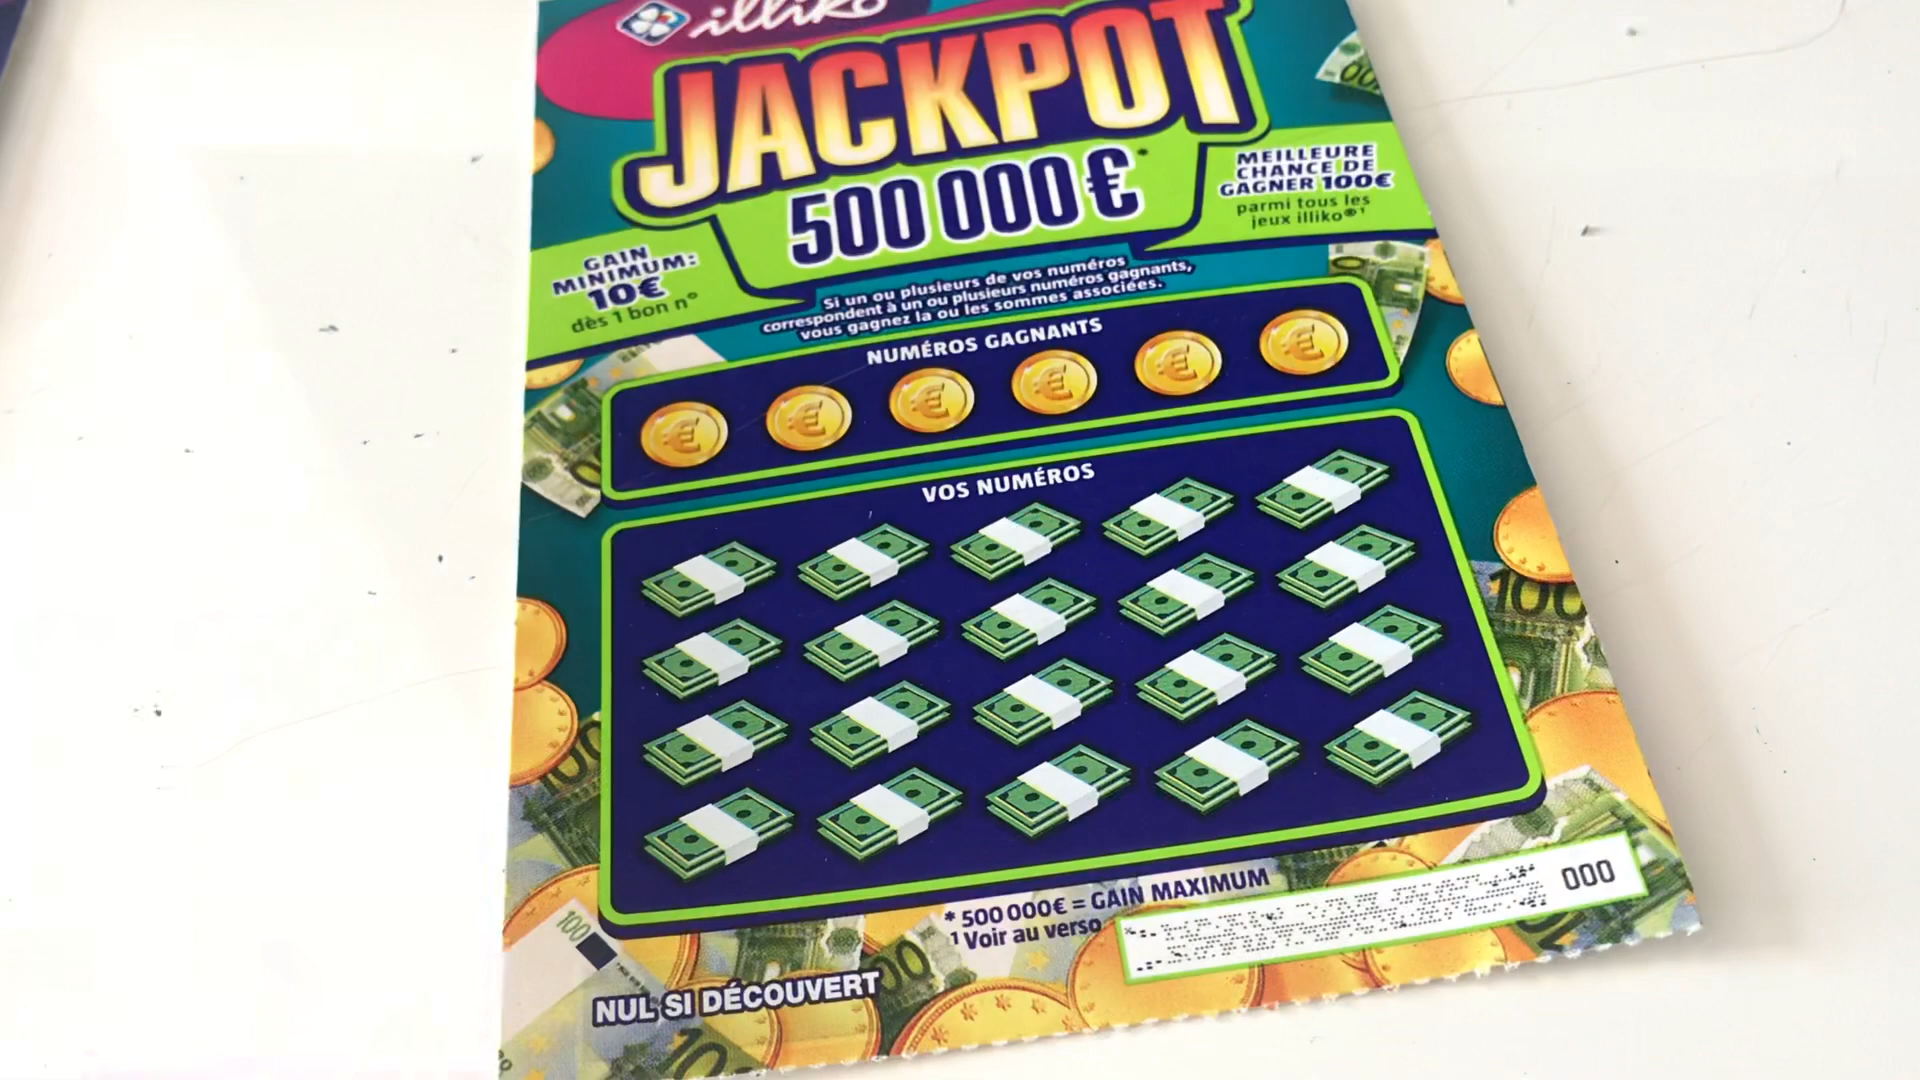 illiko
JACKPOT
500 000 €*
MEILLEURE
CHANCE DE
GAGNER 100€
parmi tous les
jeux illiko®¹
GAIN
MINIMUM:
10€
dès 1 bon n°
Si un ou plusieurs de vos numéros
correspondent à un ou plusieurs numéros gagnants,
vous gagnez la ou les sommes associées.
NUMÉROS GAGNANTS
VOS NUMÉROS
* 500 000€ = GAIN MAXIMUM
¹ Voir au verso
000
NUL SI DÉCOUVERT
100
100
100